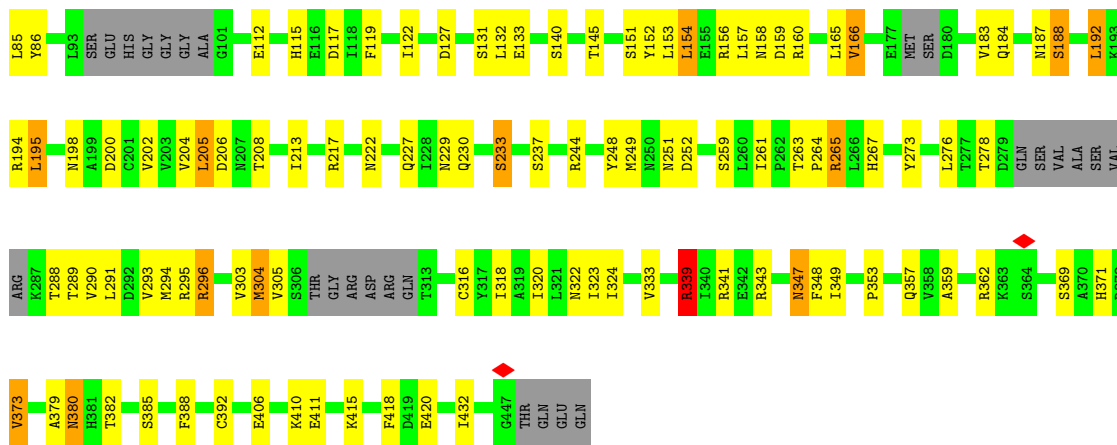 L85 Y86 L93 SER GLU HIS GLY GLY GLY ALA G101 E112 H115 E116 D117 I118 F119 I122 D127 S131 L132 E133 S140 T145 S151 Y152 L153 L154 E155 R156 L157 N158 D159 R160 L165 V166 E177 MET SER D180 V183 Q184 N187 S188 L192 K193
R194 L195 N198 A199 D200 C201 V202 V203 V204 L205 D206 N207 T208 I213 R217 N222 Q227 I228 N229 Q230 S233 S237 R244 Y248 M249 N250 N251 D252 S259 L260 I261 P262 T263 P264 R265 L266 H267 Y273 L276 T277 T278 D279 GLN SER VAL ALA SER VAL
ARG K287 T288 T289 V290 L291 D292 V293 M294 R295 R296 V303 M304 V305 S306 THR GLY ARG ASP ARG GLN T313 C316 Y317 I318 A319 I320 L321 N322 I323 I324 V333 R339 I340 R341 E342 R343 N347 F348 I349 P353 Q357 V358 A359 R362 K363 S364 S369 A370 H371
V373 A379 N380 H381 T382 S385 F388 C392 E406 K410 E411 K415 F418 D419 E420 I432 G447 THR GLN GLU GLN